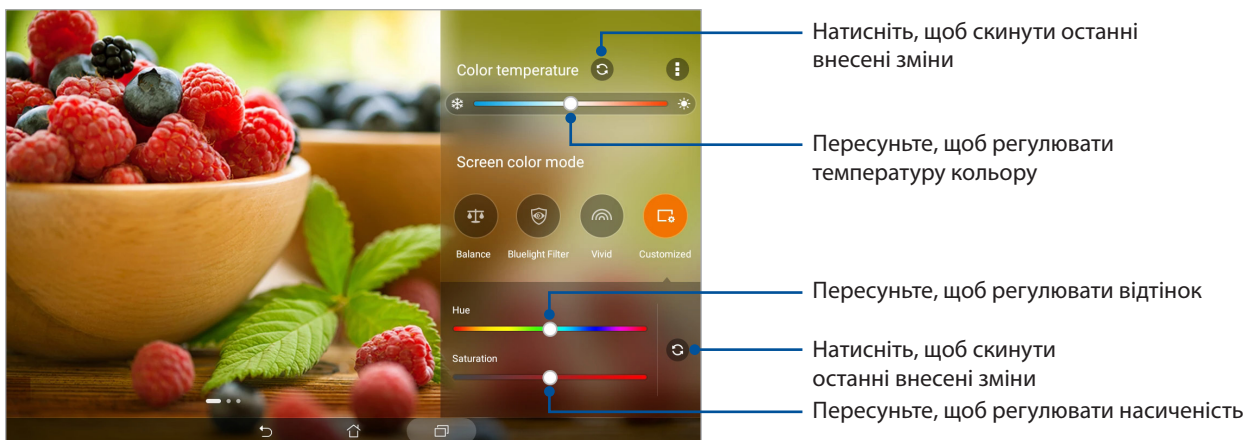 Натисніть, щоб скинути останні
внесені зміни
Color temperature
Пересуньте, щоб регулювати
температуру кольору
Screen color mode
Balance Bluelight Filter Vivid Customized
Пересуньте, щоб регулювати відтінок
Hue
Натисніть, щоб скинути
останні внесені зміни
Saturation
Пересуньте, щоб регулювати насиченість